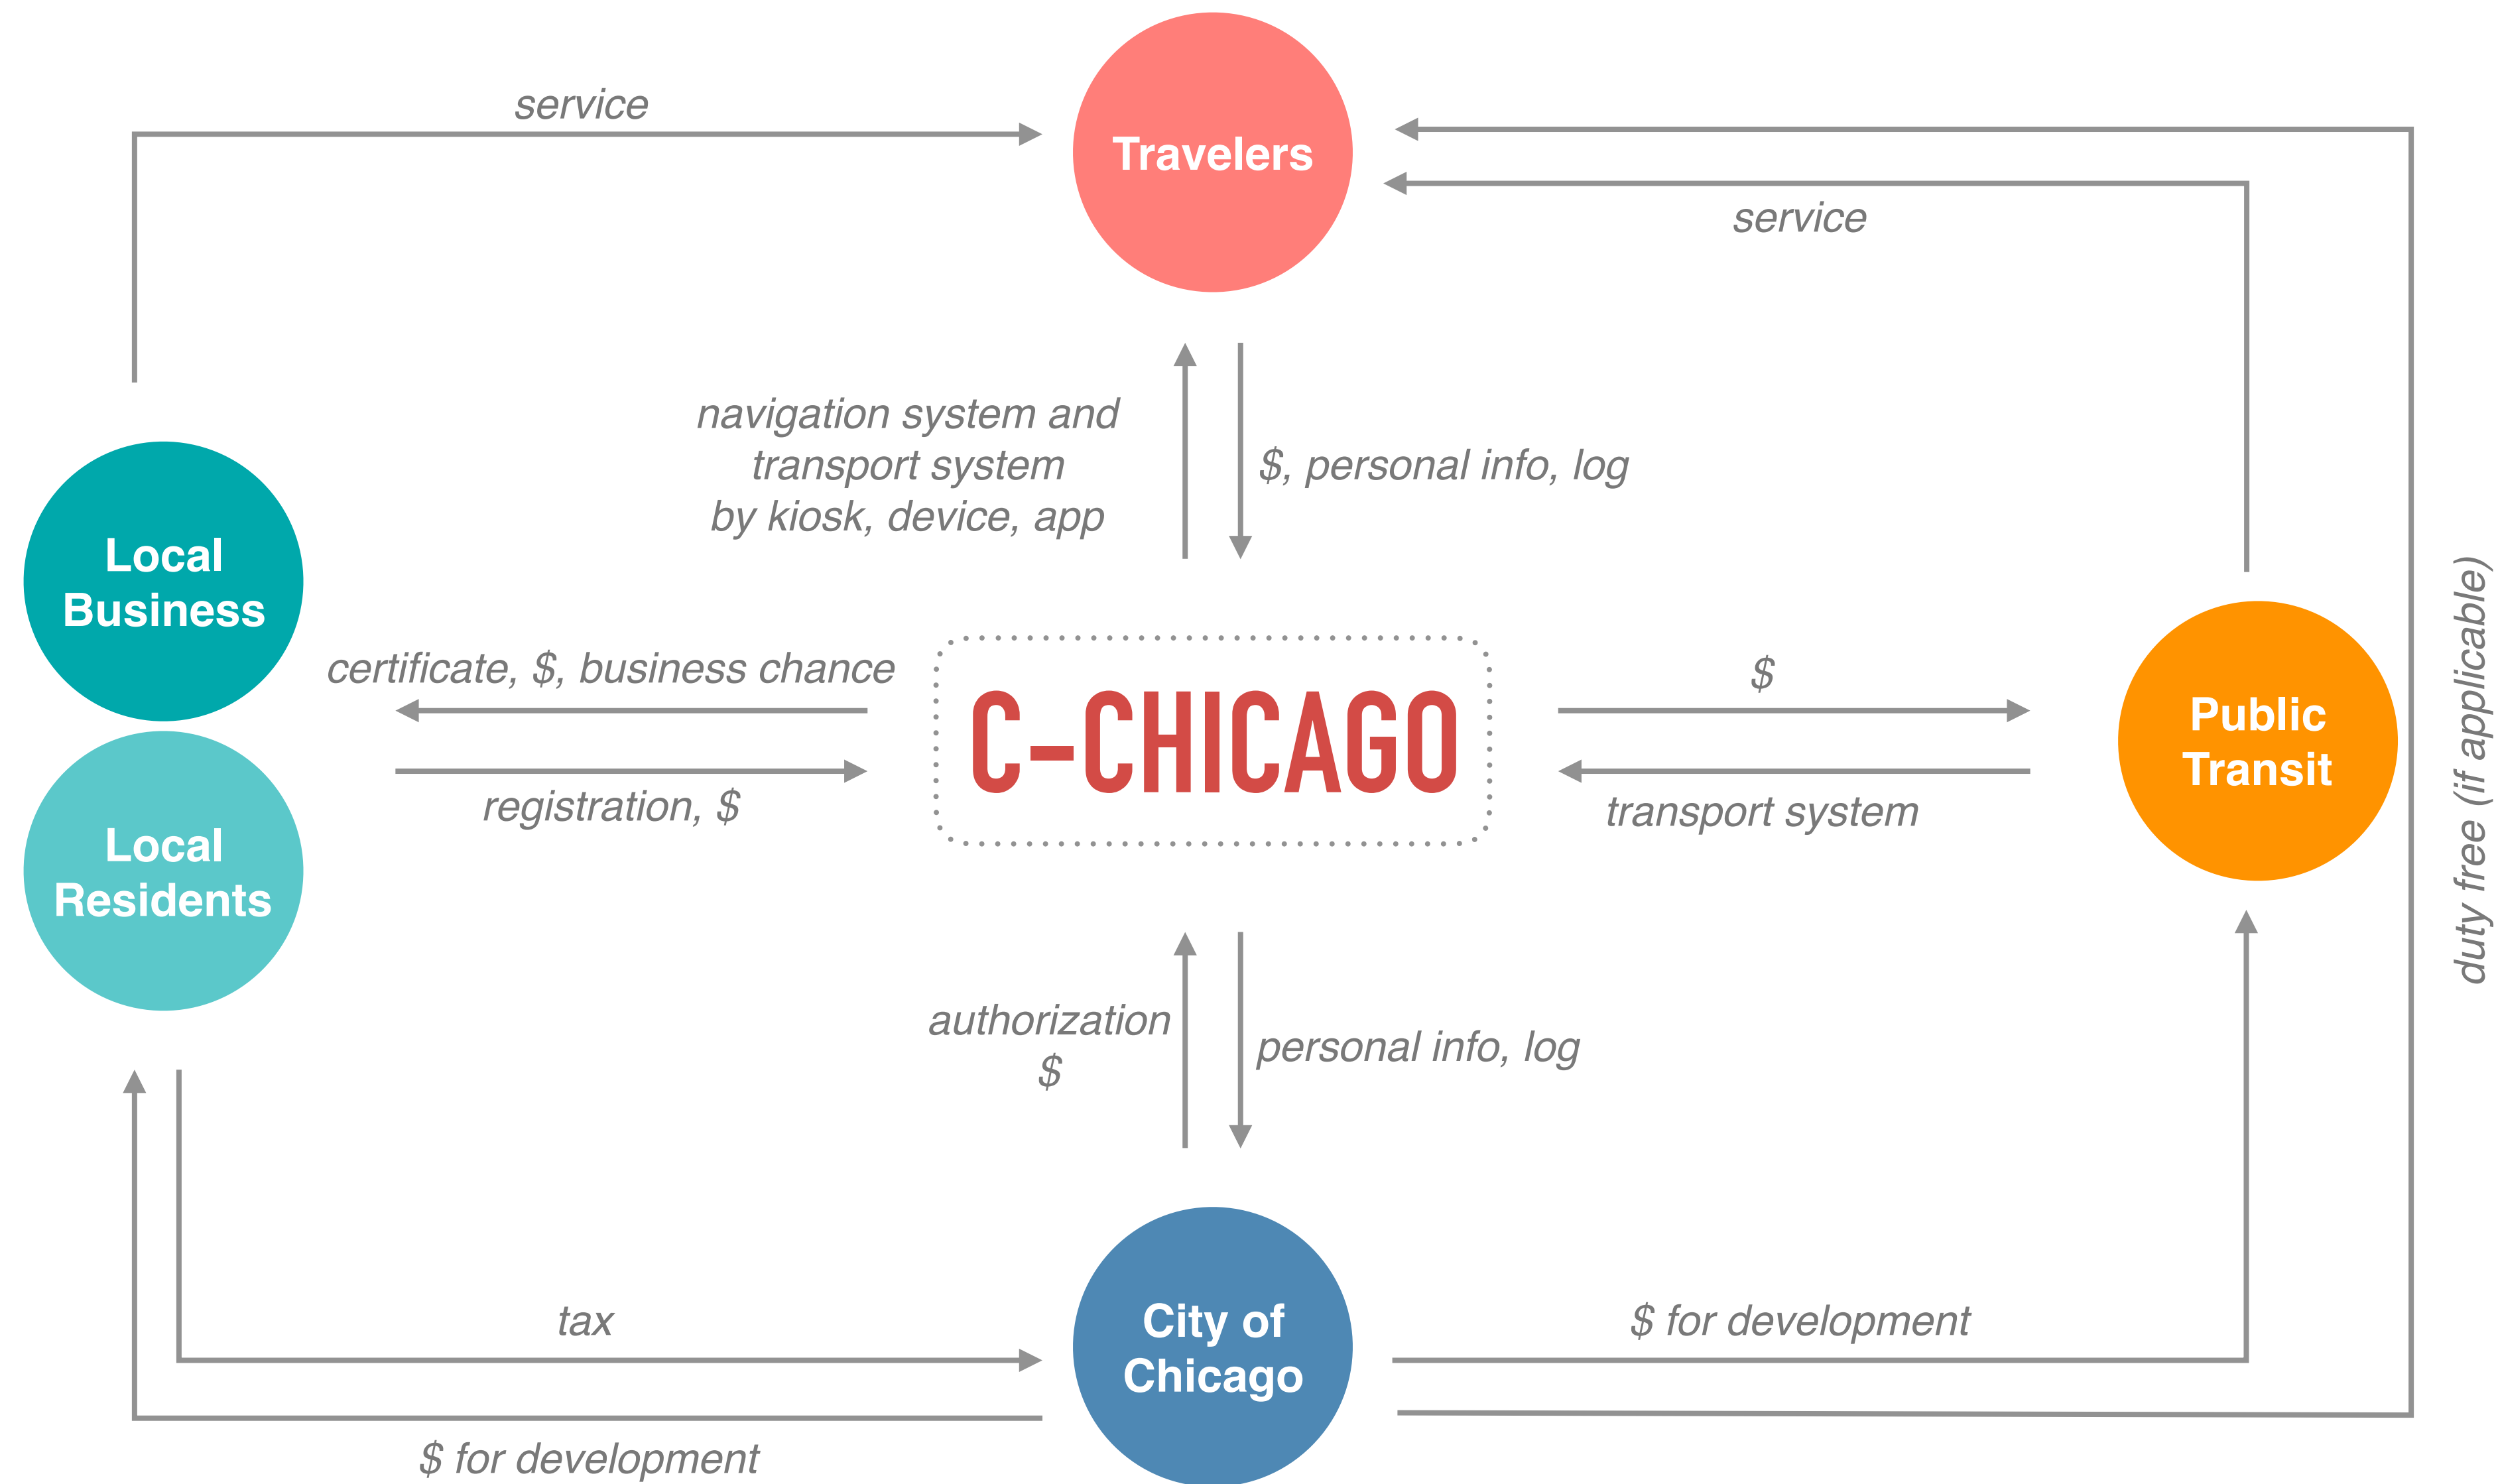 service
Travelers
service
navigation system and
transport system
by kiosk, device, app
$, personal info, log
Local
Business
certificate, $, business chance
C-CHICAGO
$
Public
Transit
duty free (if applicable)
registration, $
transport system
Local
Residents
authorization
$
personal info, log
tax
City of
Chicago
$ for development
$ for development